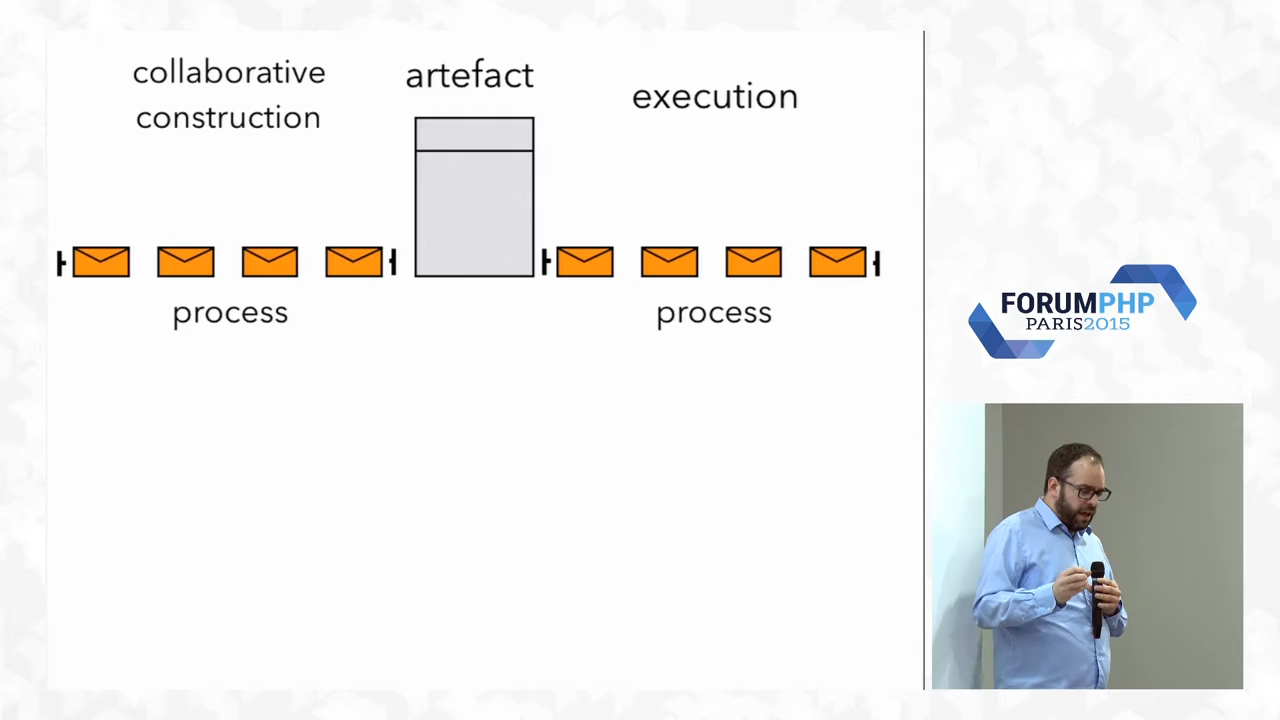 collaborative
construction
artefact
execution
process
process
FORUMPHP
PARIS2015